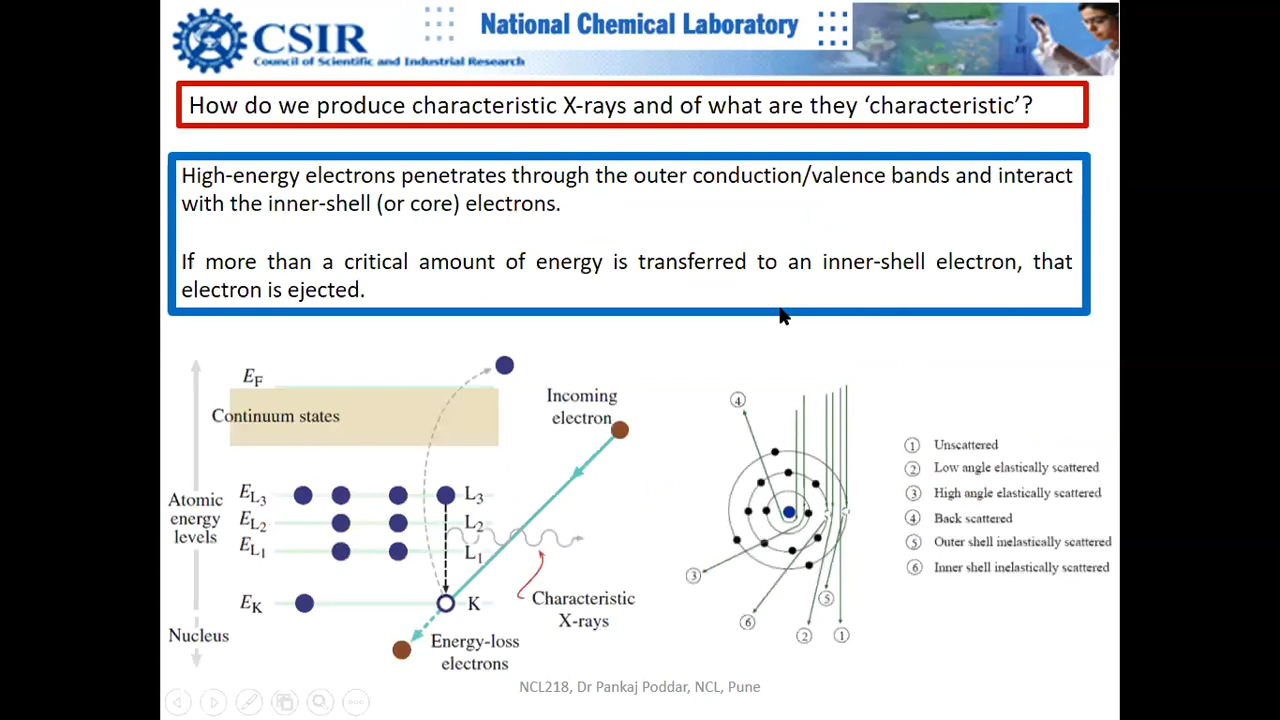 CSIR
Council of Scientific and Industrial Research
National Chemical Laboratory
How do we produce characteristic X-rays and of what are they ‘characteristic’?
High-energy electrons penetrates through the outer conduction/valence bands and interact
with the inner-shell (or core) electrons.
If more than a critical amount of energy is transferred to an inner-shell electron, that
electron is ejected.
EF
Continuum states
Incoming
electron
Atomic
energy
levels
EL3
L3
EL2
L2
EL1
L1
EK
K
Nucleus
Characteristic
X-rays
Energy-loss
electrons
4
3
6
2
5
1
1 Unscattered
2 Low angle elastically scattered
3 High angle elastically scattered
4 Back scattered
5 Outer shell inelastically scattered
6 Inner shell inelastically scattered
NCL218, Dr Pankaj Poddar, NCL, Pune